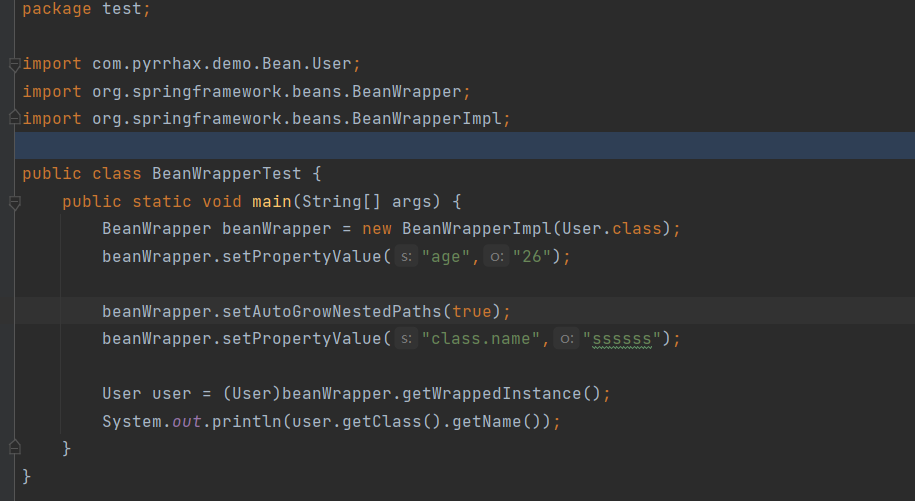 package test;
import com.pyrrhax.demo.Bean.User;
import org.springframework.beans.BeanWrapper;
import org.springframework.beans.BeanWrapperImpl;
public class BeanWrapperTest {
public static void main(String[] args) {
BeanWrapper beanWrapper = new BeanWrapperImpl(User.class);
beanWrapper.setPropertyValue( s: "age", o: "26");
beanWrapper.setAutoGrowNestedPaths(true);
beanWrapper.setPropertyValue( s: "class.name", o: "ssssss");
User user = (User)beanWrapper.getWrappedInstance();
System.out.println(user.getClass().getName());
}
}